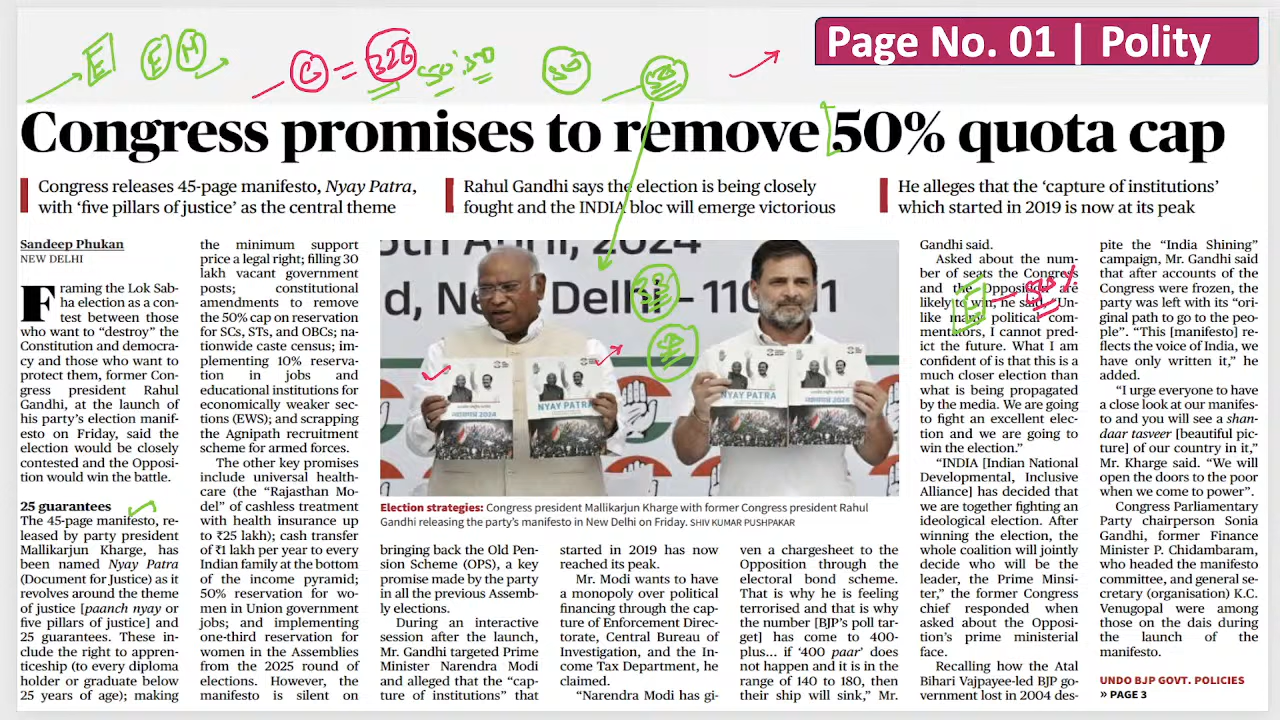 Page No. 01 | Polity
E
E H
C = 326
50:50
50
Congress promises to remove 50% quota cap
Congress releases 45-page manifesto, Nyay Patra,
with ‘five pillars of justice’ as the central theme
Rahul Gandhi says the election is being closely
fought and the INDIA bloc will emerge victorious
He alleges that the ‘capture of institutions’
which started in 2019 is now at its peak
Sandeep Phukan
NEW DELHI
Framing the Lok Sab-
ha election as a con-
test between those
who want to “destroy” the
Constitution and democra-
cy and those who want to
protect them, former Con-
gress president Rahul
Gandhi, at the launch of
his party’s election manif-
esto on Friday, said the
election would be closely
contested and the Opposi-
tion would win the battle.
25 guarantees
The 45-page manifesto, re-
leased by party president
Mallikarjun Kharge, has
been named Nyay Patra
(Document for Justice) as it
revolves around the theme
of justice [paanch nyay or
five pillars of justice] and
25 guarantees. These in-
clude the right to appren-
ticeship (to every diploma
holder or graduate below
25 years of age); making
the minimum support
price a legal right; filling 30
lakh vacant government
posts; constitutional
amendments to remove
the 50% cap on reservation
for SCs, STs, and OBCs; na-
tionwide caste census; im-
plementing 10% reserva-
tion in jobs and
educational institutions for
economically weaker sec-
tions (EWS); and scrapping
the Agnipath recruitment
scheme for armed forces.
The other key promises
include universal health-
care (the “Rajasthan Mo-
del” of cashless treatment
with health insurance up
to ₹25 lakh); cash transfer
of ₹1 lakh per year to every
Indian family at the bottom
of the income pyramid;
50% reservation for wo-
men in Union government
jobs; and implementing
one-third reservation for
women in the Assemblies
from the 2025 round of
elections. However, the
manifesto is silent on
5th April, 2024
d, New Delhi – 110
NYAY PATRA
NYAY PATRA
Election strategies: Congress president Mallikarjun Kharge with former Congress president Rahul
Gandhi releasing the party’s manifesto in New Delhi on Friday. SHIV KUMAR PUSHPAKAR
bringing back the Old Pen-
sion Scheme (OPS), a key
promise made by the party
in all the previous Assemb-
ly elections.
During an interactive
session after the launch,
Mr. Gandhi targeted Prime
Minister Narendra Modi
and alleged that the “cap-
ture of institutions” that
started in 2019 has now
reached its peak.
Mr. Modi wants to have
a monopoly over political
financing through the cap-
ture of Enforcement Direc-
torate, Central Bureau of
Investigation, and the In-
come Tax Department, he
claimed.
“Narendra Modi has gi-
ven a chargesheet to the
Opposition through the
electoral bond scheme.
That is why he is feeling
terrorised and that is why
the number [BJP’s poll tar-
get] has come to 400-
plus... if ‘400 paar’ does
not happen and it is in the
range of 140 to 180, then
their ship will sink,” Mr.
Gandhi said.
Asked about the num-
ber of seats the Congress
and the Opposition are
likely to win, he said: “Un-
like many political com-
mentators, I cannot pred-
ict the future. What I am
confident of is that this is a
much closer election than
what is being propagated
by the media. We are going
to fight an excellent elec-
tion and we are going to
win the election.”
“INDIA [Indian National
Developmental, Inclusive
Alliance] has decided that
we are together fighting an
ideological election. After
winning the election, the
whole coalition will jointly
decide who will be the
leader, the Prime Minsi-
ter,” the former Congress
chief responded when
asked about the Opposi-
tion’s prime ministerial
face.
Recalling how the Atal
Bihari Vajpayee-led BJP go-
vernment lost in 2004 des-
pite the “India Shining”
campaign, Mr. Gandhi said
that after accounts of the
Congress were frozen, the
party was left with its “ori-
ginal path to go to the peo-
ple”. “This [manifesto] re-
flects the voice of India, we
have only written it,” he
added.
“I urge everyone to have
a close look at our manifes-
to and you will see a shan-
daar tasveer [beautiful pic-
ture] of our country in it,”
Mr. Kharge said. “We will
open the doors to the poor
when we come to power”.
Congress Parliamentary
Party chairperson Sonia
Gandhi, former Finance
Minister P. Chidambaram,
who headed the manifesto
committee, and general se-
cretary (organisation) K.C.
Venugopal were among
those on the dais during
the launch of the
manifesto.
UNDO BJP GOVT. POLICIES
» PAGE 3